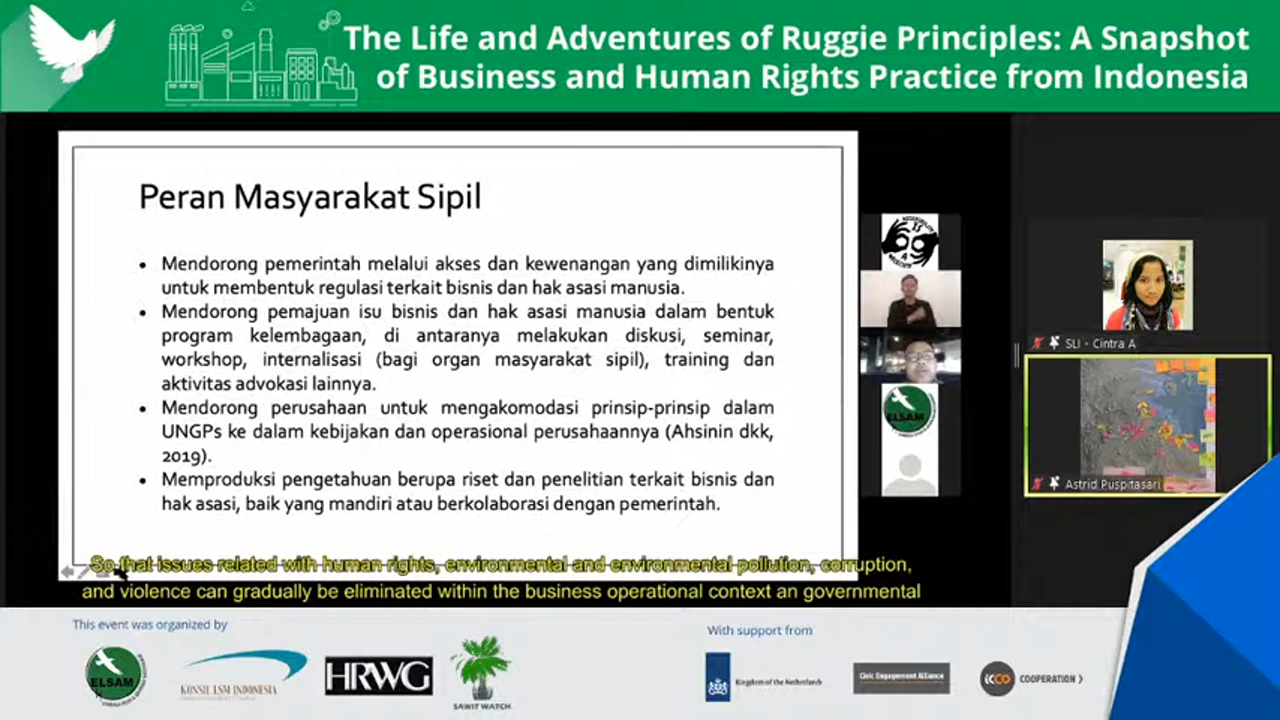 The Life and Adventures of Ruggie Principles: A Snapshot
of Business and Human Rights Practice from Indonesia
Peran Masyarakat Sipil
• Mendorong pemerintah melalui akses dan kewenangan yang dimilikinya
untuk membentuk regulasi terkait bisnis dan hak asasi manusia.
• Mendorong pemajuan isu bisnis dan hak asasi manusia dalam bentuk
program kelembagaan, di antaranya melakukan diskusi, seminar,
workshop, internalisasi (bagi organ masyarakat sipil), training dan
aktivitas advokasi lainnya.
• Mendorong perusahaan untuk mengakomodasi prinsip-prinsip dalam
UNGPs ke dalam kebijakan dan operasional perusahaannya (Ahsinin dkk,
2019).
• Memproduksi pengetahuan berupa riset dan penelitian terkait bisnis dan
hak asasi, baik yang mandiri atau berkolaborasi dengan pemerintah.
So that issues related with human rights, environmental and environmental pollution, corruption,
and violence can gradually be eliminated within the business operational context an governmental
IS
A
ELSAM
SLI - Cintra A
Astrid Puspitasari
This event was organized by
ELSAM
KONSIL LSM INDONESIA
HRWG
SAWIT WATCH
With support from
Kingdom of the Netherlands
Civic Engagement Alliance
icco
COOPERATION